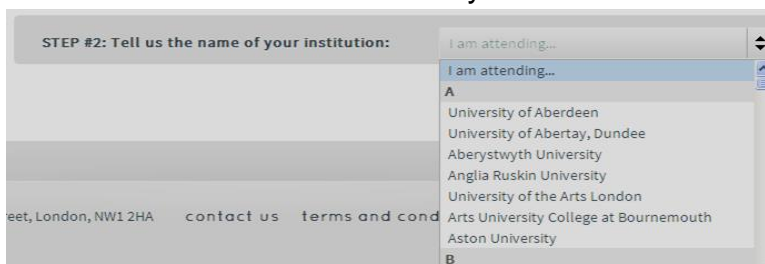 STEP #2: Tell us the name of your institution:
I am attending...
I am attending...
A
University of Aberdeen
University of Abertay, Dundee
Aberystwyth University
Anglia Ruskin University
University of the Arts London
Arts University College at Bournemouth
Aston University
B
reet, London, NW1 2HA contact us terms and cond